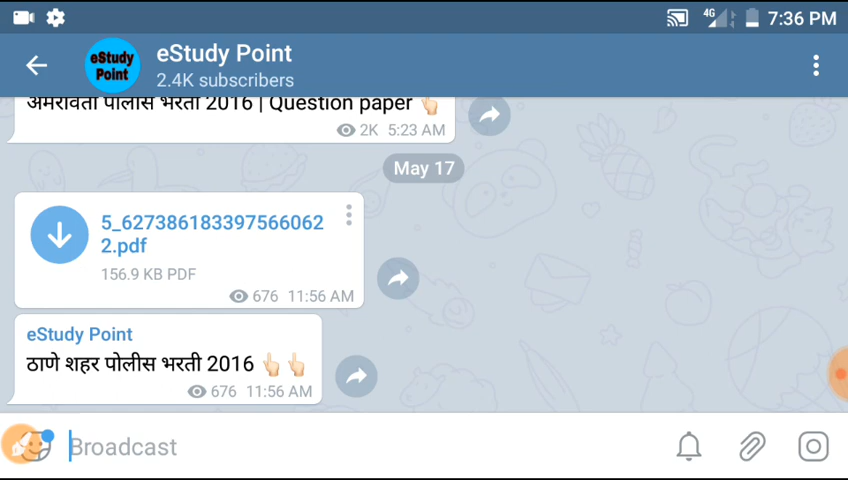 4G 7:36 PM
eStudy Point
eStudy Point
2.4K subscribers
अमरावती पोलीस भरती 2016 | Question paper 👆🏻
2K 5:23 AM
May 17
5_627386183397566062
2.pdf
156.9 KB PDF
676 11:56 AM
eStudy Point
ठाणे शहर पोलीस भरती 2016 👆🏻👆🏻
676 11:56 AM
Broadcast